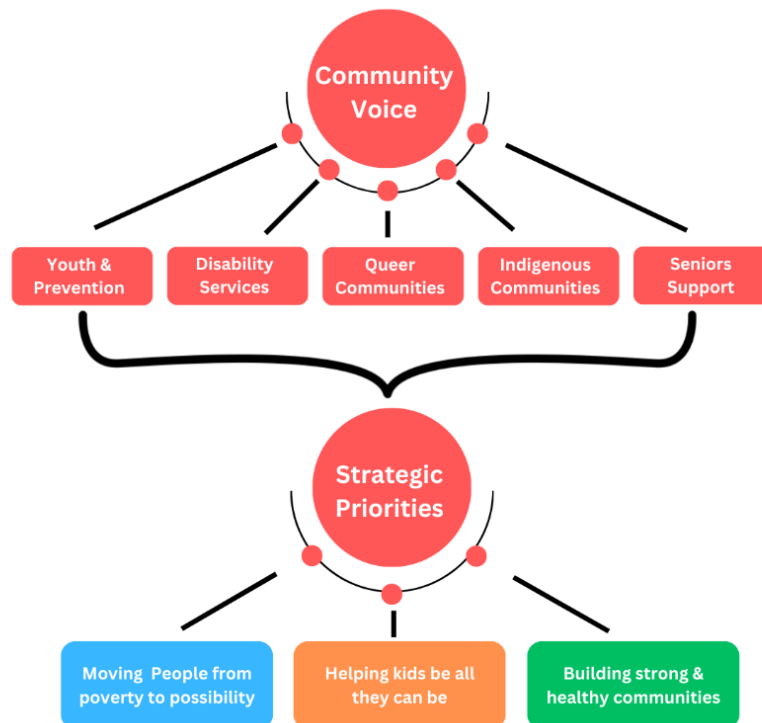 Community
Voice
Youth &
Prevention
Disability
Services
Queer
Communities
Indigenous
Communities
Seniors
Support
Strategic
Priorities
Moving People from
poverty to possibility
Helping kids be all
they can be
Building strong &
healthy communities